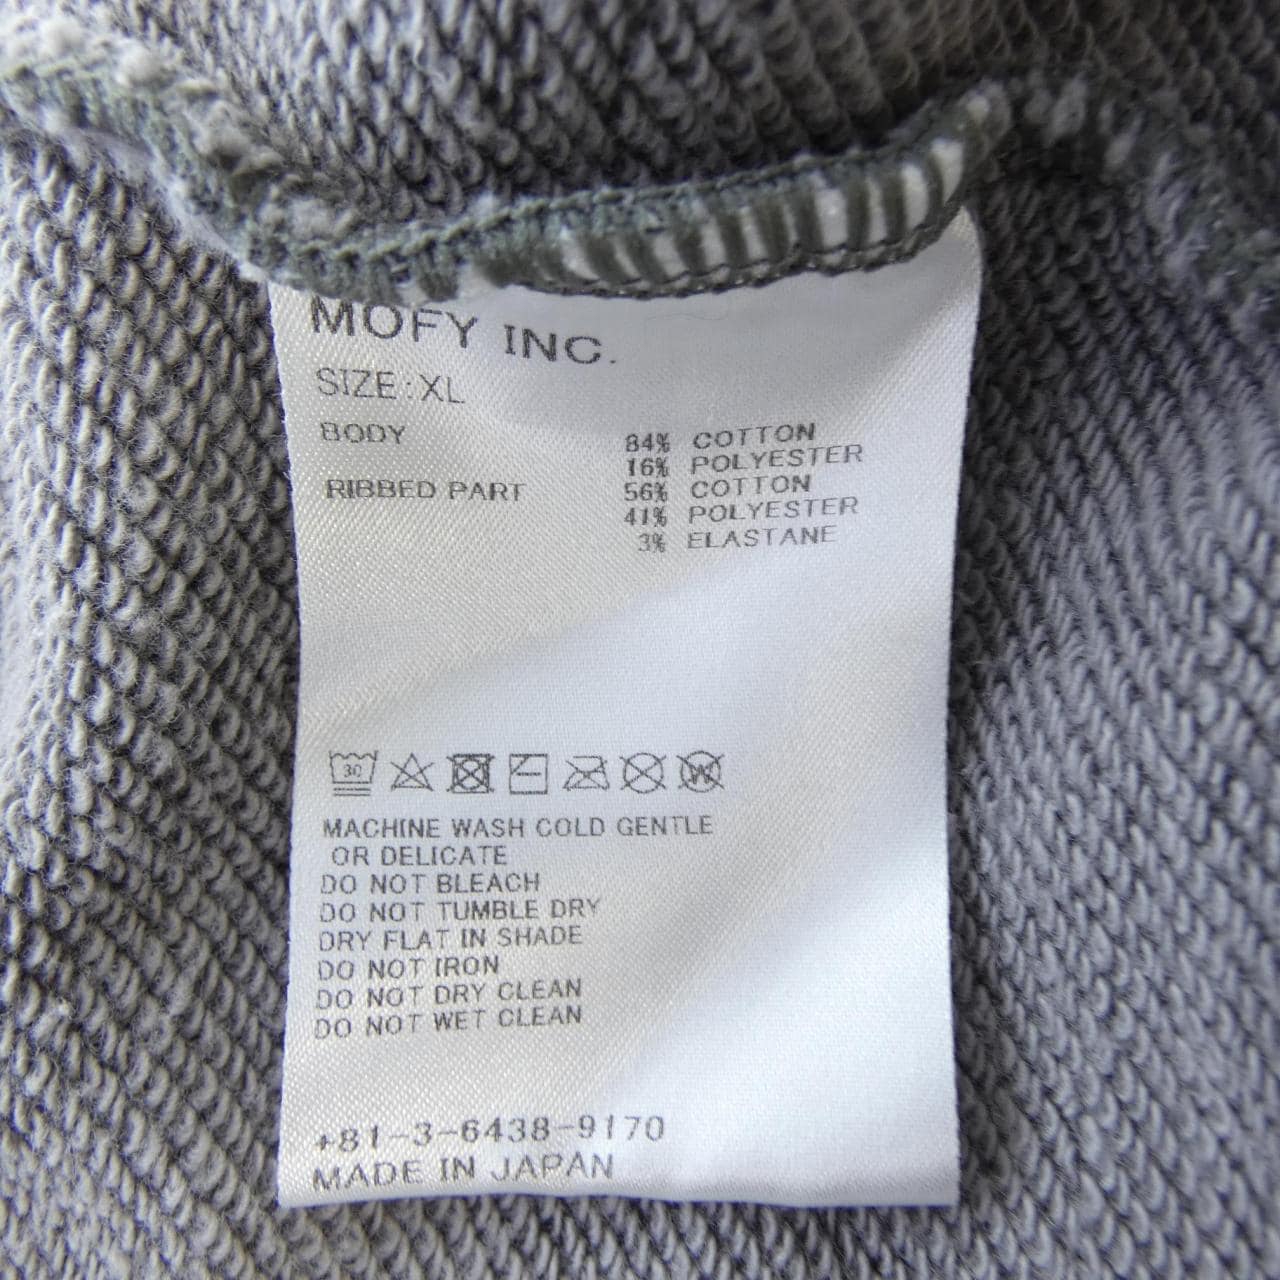 MOFY INC.
SIZE:XL
BODY 84% COTTON
16% POLYESTER
RIBBED PART 56% COTTON
41% POLYESTER
3% ELASTANE
30
W
MACHINE WASH COLD GENTLE
OR DELICATE
DO NOT BLEACH
DO NOT TUMBLE DRY
DRY FLAT IN SHADE
DO NOT IRON
DO NOT DRY CLEAN
DO NOT WET CLEAN
+81-3-6438-9170
MADE IN JAPAN